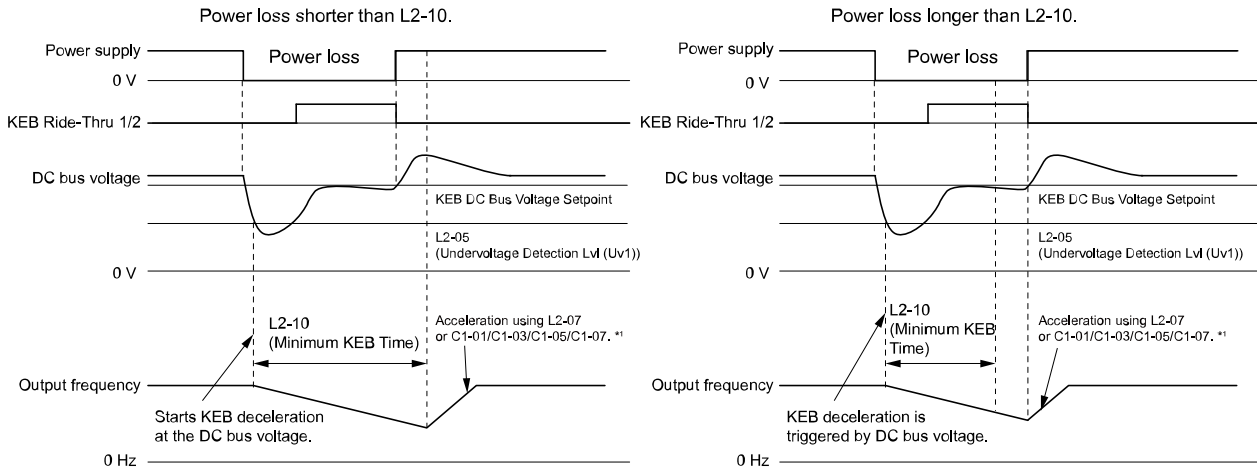 Power loss shorter than L2-10.
Power supply
Power loss
0 V
KEB Ride-Thru 1/2
DC bus voltage
KEB DC Bus Voltage Setpoint
L2-05
(Undervoltage Detection Lvl (Uv1))
0 V
L2-10
(Minimum KEB Time)
Acceleration using L2-07
or C1-01/C1-03/C1-05/C1-07. *1
Output frequency
Starts KEB deceleration
at the DC bus voltage.
0 Hz
Power loss longer than L2-10.
Power supply
Power loss
0 V
KEB Ride-Thru 1/2
DC bus voltage
KEB DC Bus Voltage Setpoint
L2-05
(Undervoltage Detection Lvl (Uv1))
0 V
L2-10
(Minimum KEB
Time)
Acceleration using L2-07
or C1-01/C1-03/C1-05/C1-07. *1
Output frequency
KEB deceleration is
triggered by DC bus voltage.
0 Hz